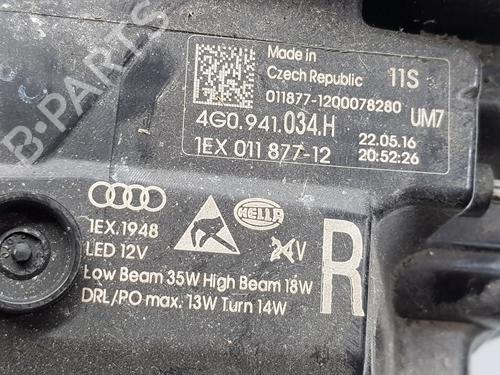 B-PARTS
Made in
Czech Republic 11S
011877-1200078280
4G0.941.034.H UM7
1EX 011 877-12 22.05.16
20:52:26
1EX.1948
HELLA
LED 12V
24V
Low Beam 35W High Beam 18W
DRL/PO max. 13W Turn 14W
R